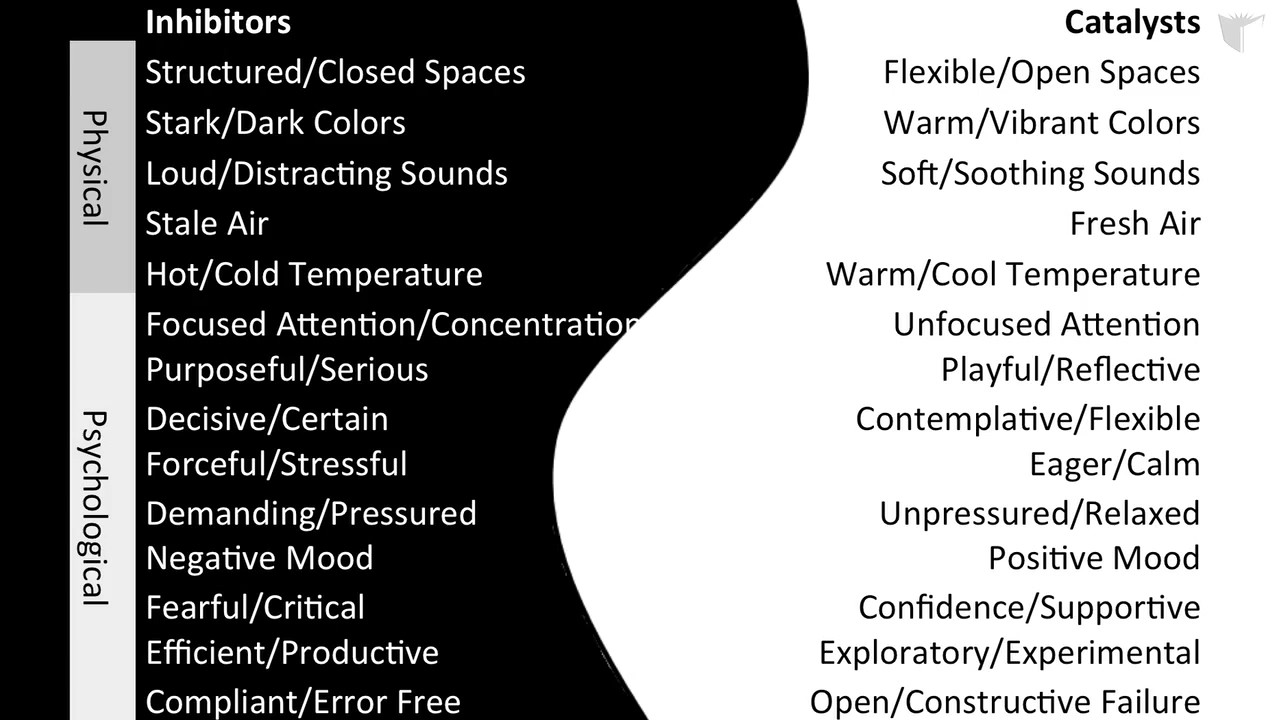 Inhibitors Catalysts
Physical
Structured/Closed Spaces Flexible/Open Spaces
Stark/Dark Colors Warm/Vibrant Colors
Loud/Distracting Sounds Soft/Soothing Sounds
Stale Air Fresh Air
Hot/Cold Temperature Warm/Cool Temperature
Psychological
Focused Attention/Concentration Unfocused Attention
Purposeful/Serious Playful/Reflective
Decisive/Certain Contemplative/Flexible
Forceful/Stressful Eager/Calm
Demanding/Pressured Unpressured/Relaxed
Negative Mood Positive Mood
Fearful/Critical Confidence/Supportive
Efficient/Productive Exploratory/Experimental
Compliant/Error Free Open/Constructive Failure